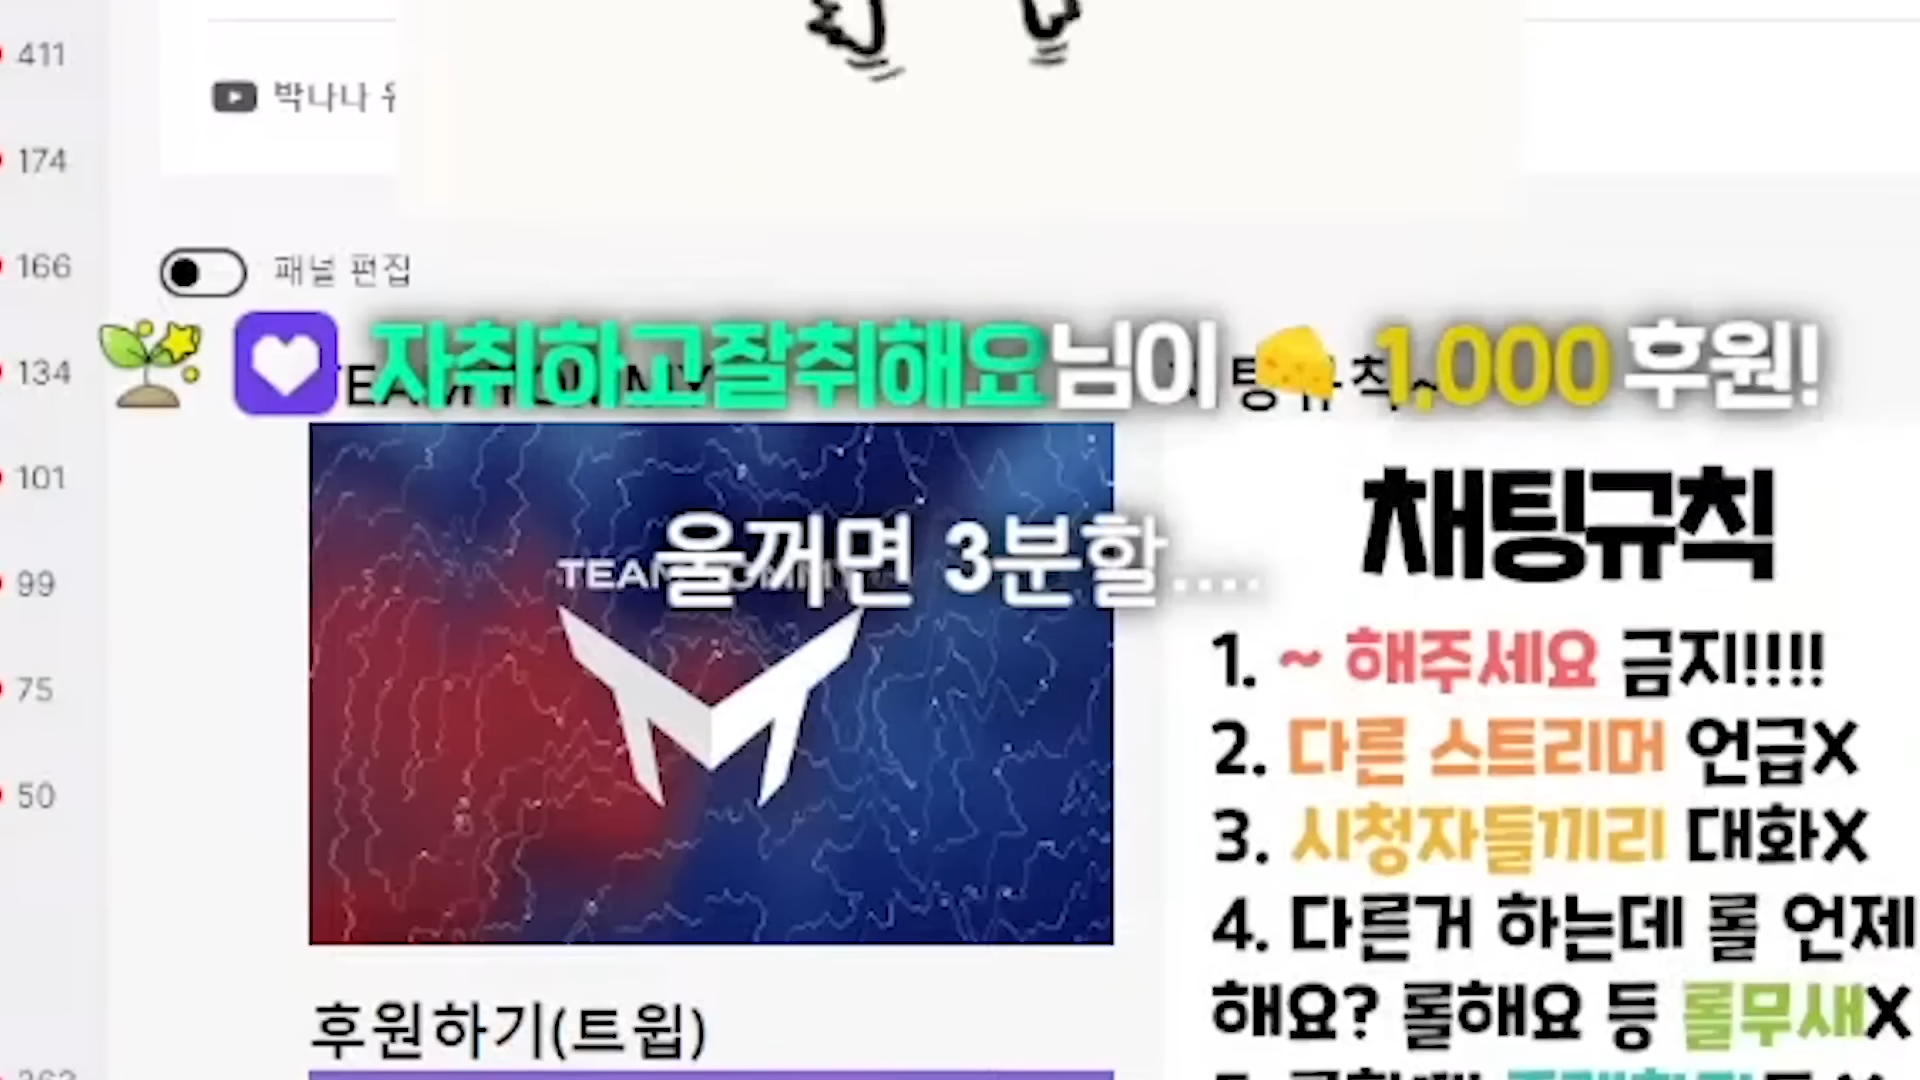 411
박나나
174
166
패널 편집
자취하고잘취해요님이 1,000 후원!
134
101
채팅규칙
울꺼면 3분할....
99
1. ~ 해주세요 금지!!!!
75
2. 다른 스트리머 언급X
50
3. 시청자들끼리 대화X
4. 다른거 하는데 롤 언제
해요? 롤해요 등 롤무새X
후원하기(트윕)